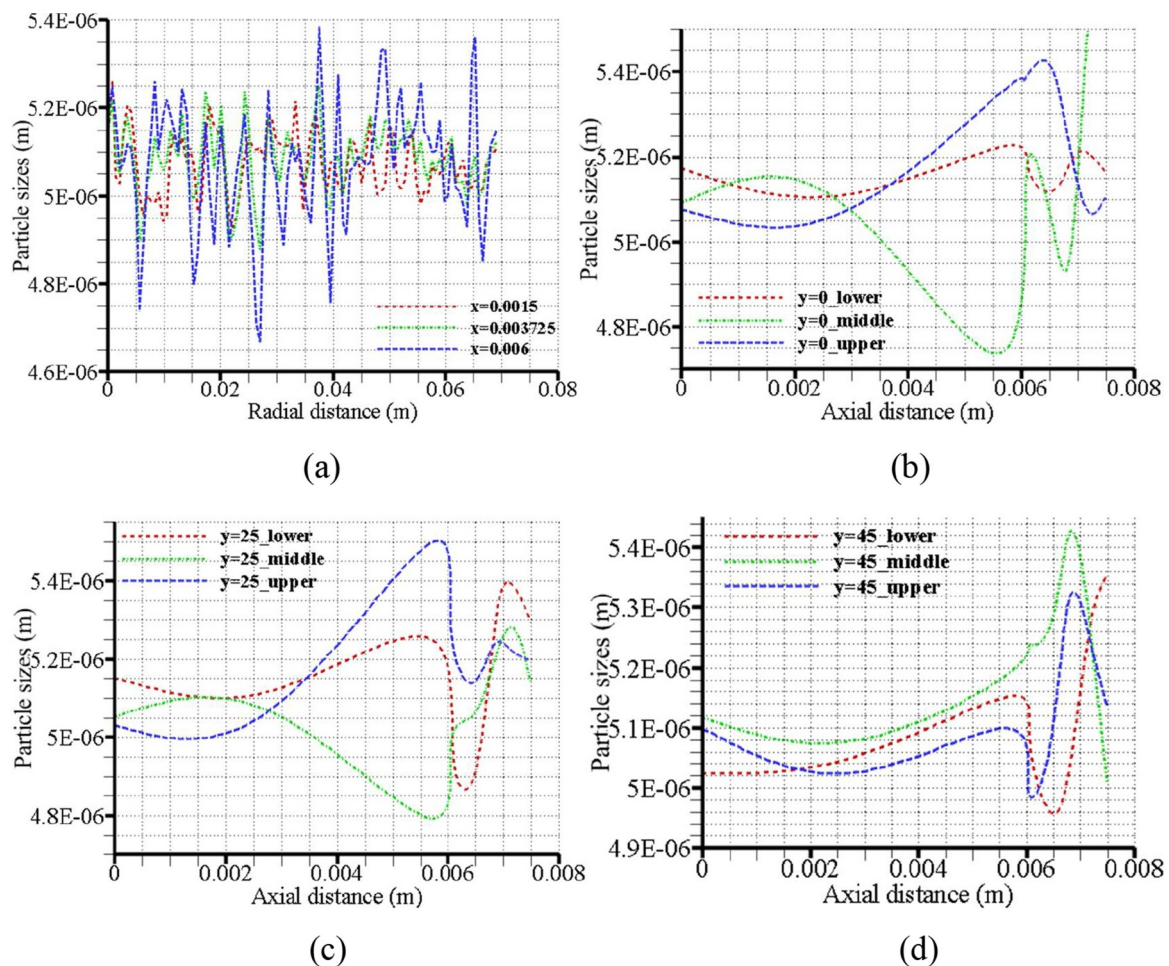 5.4E-06
5.2E-06
5E-06
4.8E-06
4.6E-06
Particle sizes (m)
x=0.0015
x=0.003725
x=0.006
0 0.02 0.04 0.06 0.08
Radial distance (m)
(a)
5.4E-06
5.2E-06
5E-06
4.8E-06
Particle sizes (m)
y=0_lower
y=0_middle
y=0_upper
0 0.002 0.004 0.006 0.008
Axial distance (m)
(b)
y=25_lower
y=25_middle
y=25_upper
5.4E-06
5.2E-06
5E-06
4.8E-06
Particle sizes (m)
0 0.002 0.004 0.006 0.008
Axial distance (m)
(c)
y=45_lower
y=45_middle
y=45_upper
5.4E-06
5.3E-06
5.2E-06
5.1E-06
5E-06
4.9E-06
Particle sizes (m)
0 0.002 0.004 0.006 0.008
Axial distance (m)
(d)